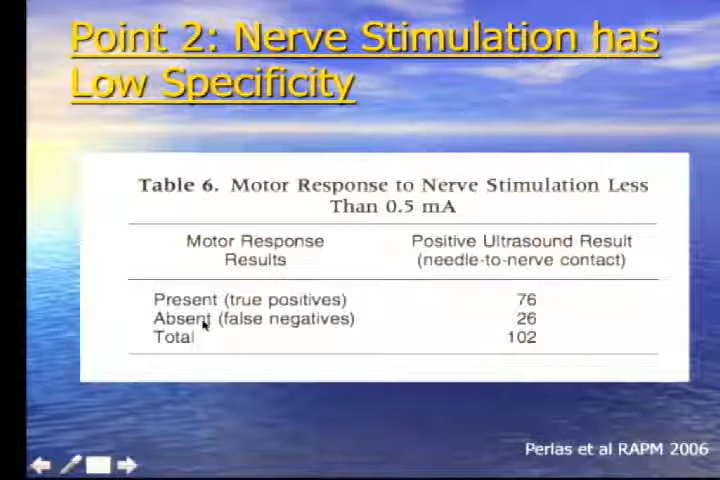 Point 2: Nerve Stimulation has
Low Specificity
Table 6. Motor Response to Nerve Stimulation Less
Than 0.5 mA
Motor Response
Results
Positive Ultrasound Result
(needle-to-nerve contact)
Present (true positives) 76
Absent (false negatives) 26
Total 102
Perlas et al RAPM 2006